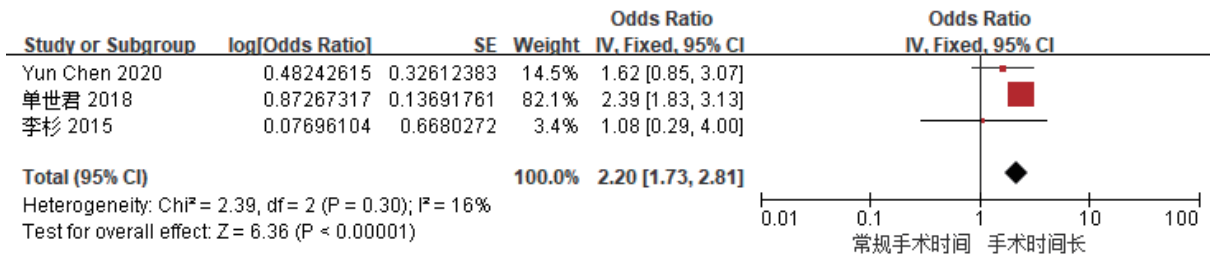 Odds Ratio Odds Ratio
Study or Subgroup log[Odds Ratio] SE Weight IV, Fixed, 95% CI IV, Fixed, 95% CI
Yun Chen 2020 0.48242615 0.32612383 14.5% 1.62 [0.85, 3.07]
单世君 2018 0.87267317 0.13691761 82.1% 2.39 [1.83, 3.13]
李杉 2015 0.07696104 0.6680272 3.4% 1.08 [0.29, 4.00]
Total (95% CI) 100.0% 2.20 [1.73, 2.81]
Heterogeneity: Chi² = 2.39, df = 2 (P = 0.30); I² = 16%
Test for overall effect: Z = 6.36 (P < 0.00001)
0.01 0.1 1 10 100
常规手术时间 手术时间长